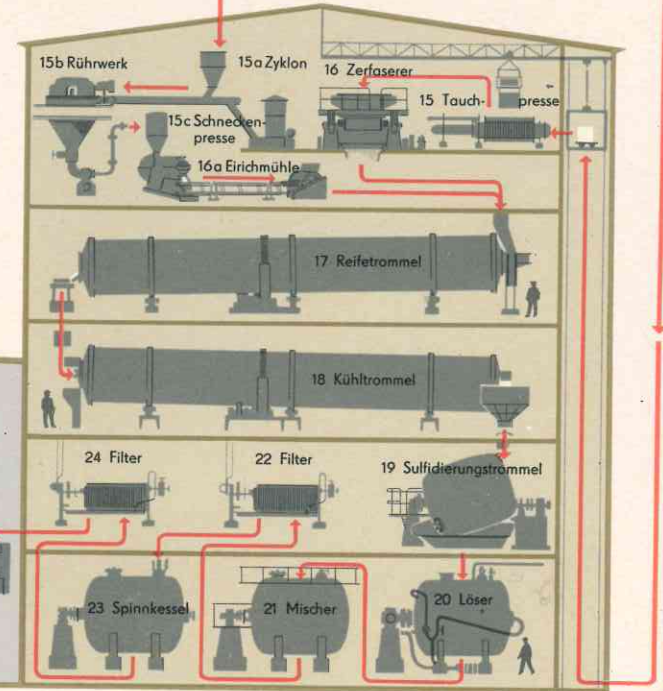 15b Rührwerk
15a Zyklon
16 Zerfaserer
15 Tauch-
presse
15c Schnecken-
presse
16a Eirichmühle
17 Reifetrommel
18 Kühltrommel
24 Filter
22 Filter
19 Sulfidierungstrommel
23 Spinnkessel
21 Mischer
20 Löser